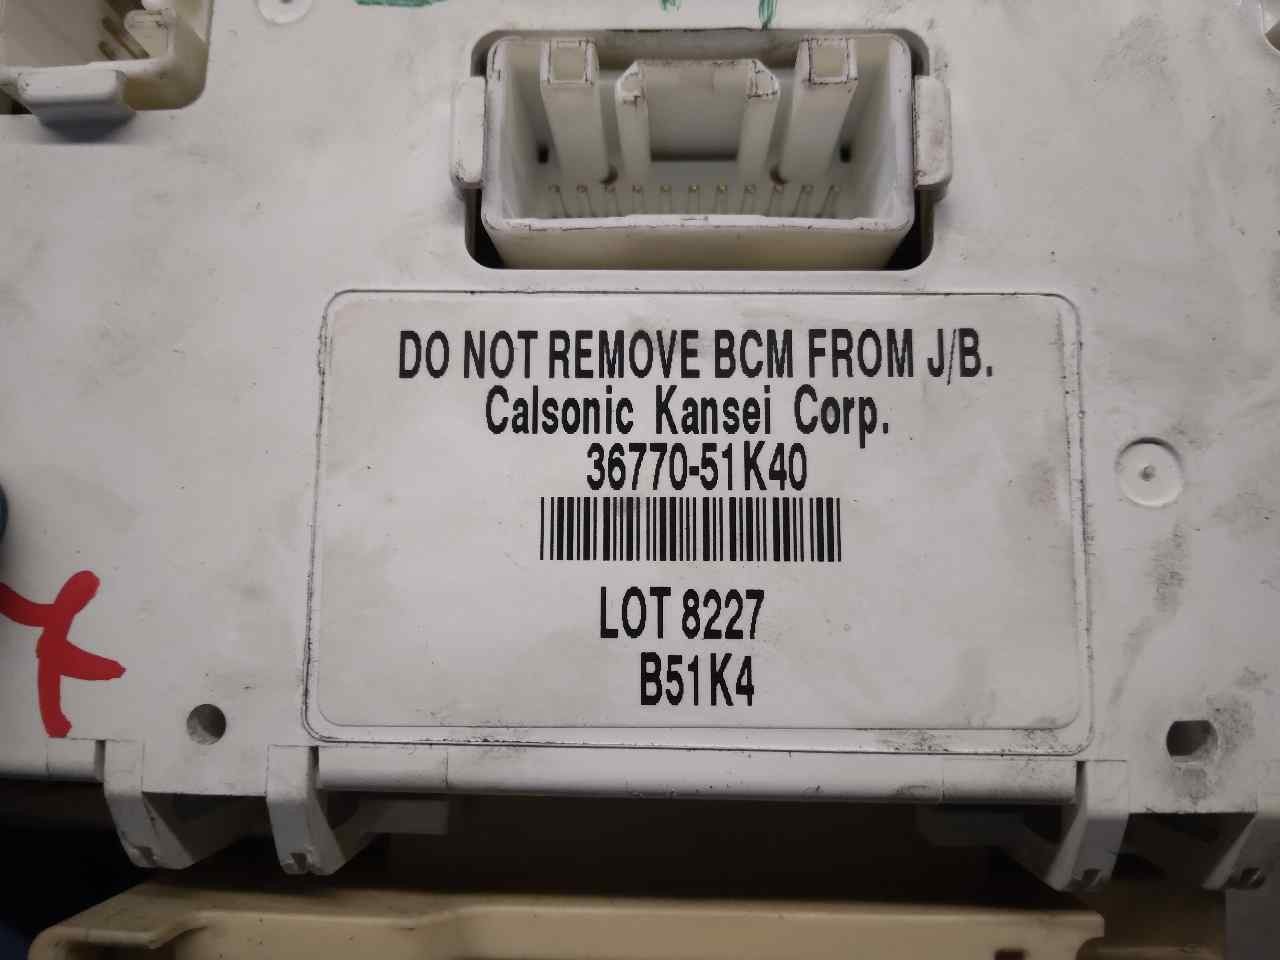 DO NOT REMOVE BCM FROM J/B.
Calsonic Kansei Corp.
36770-51K40
LOT 8227
B51K4